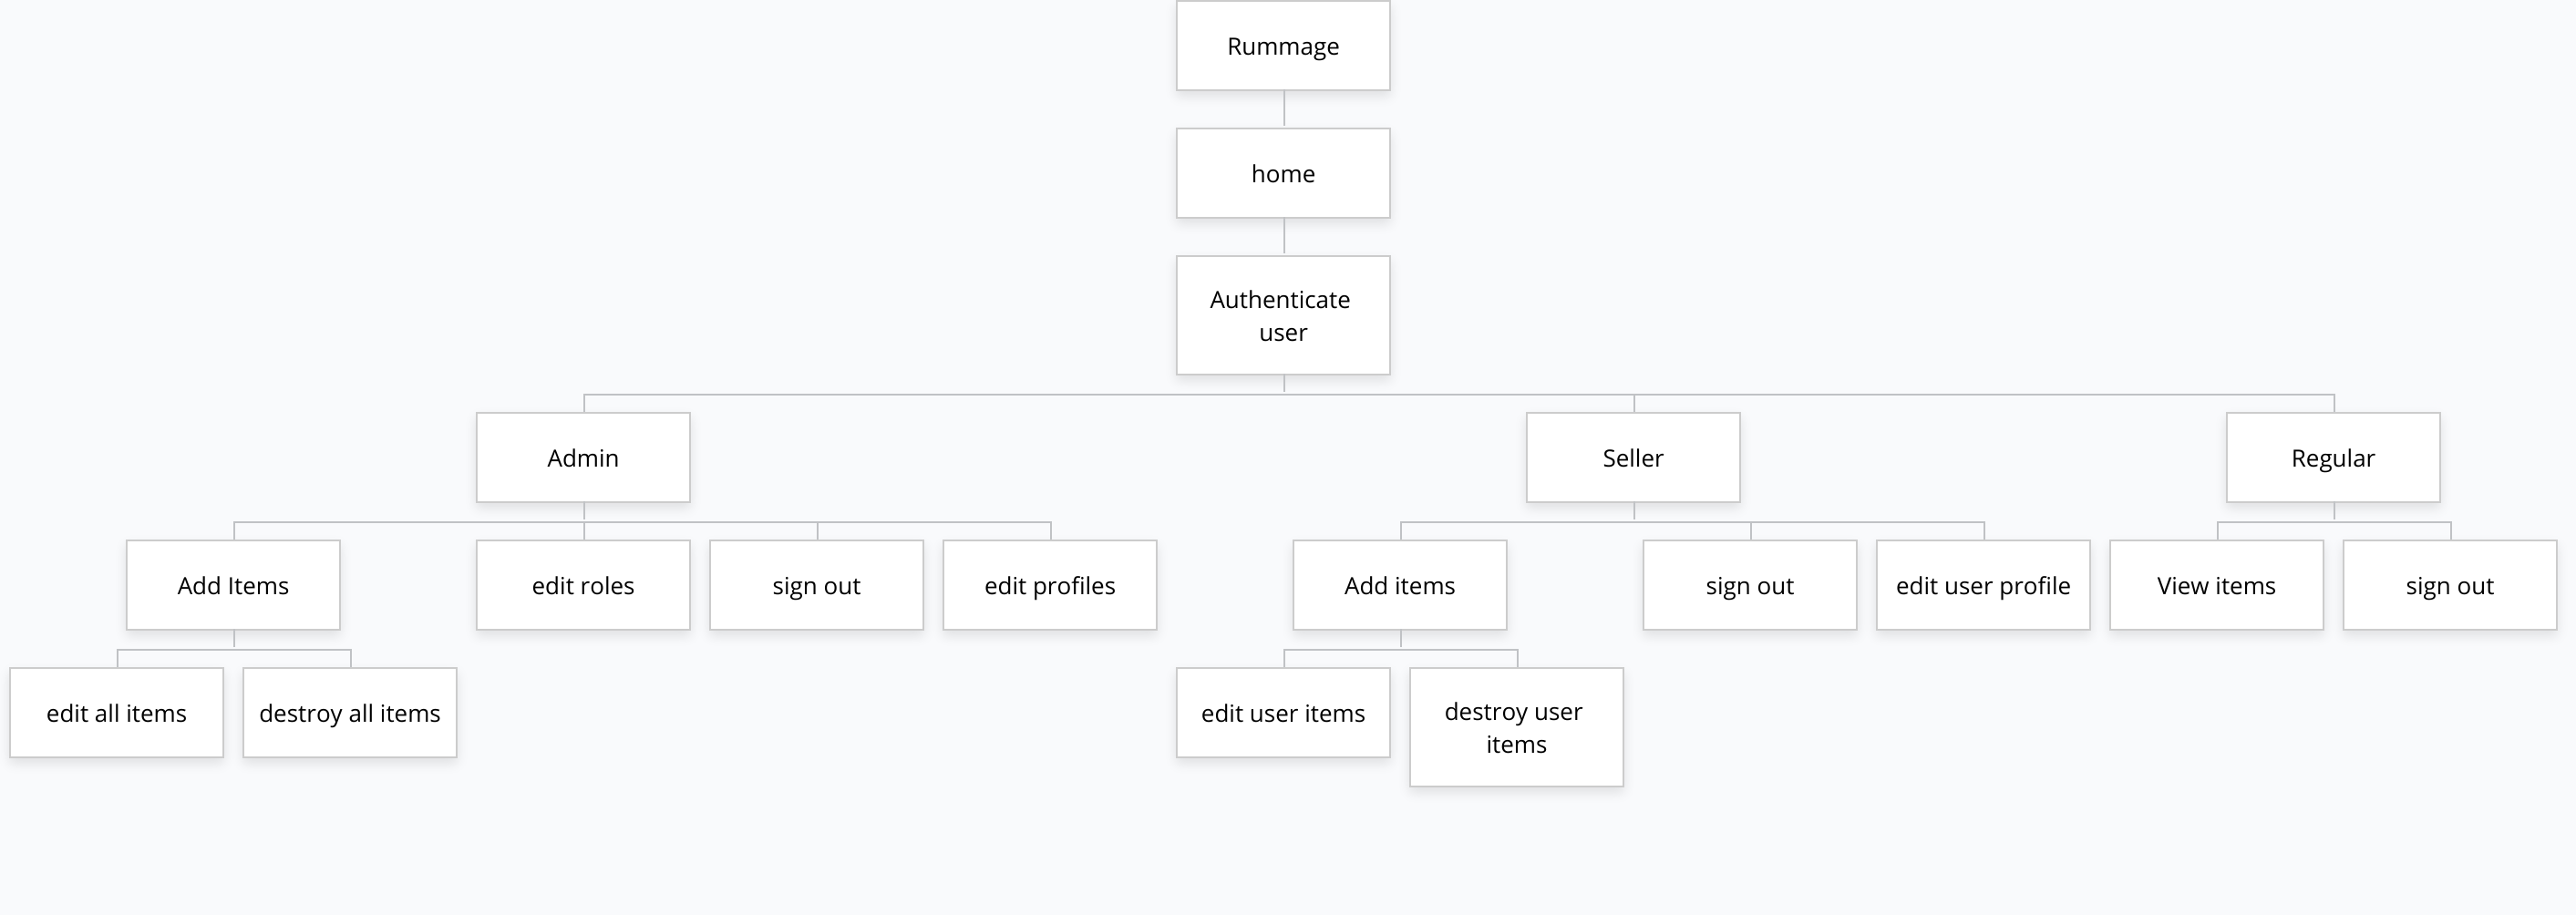 Rummage
home
Authenticate
user
Admin
Seller
Regular
Add Items
edit roles
sign out
edit profiles
Add items
sign out
edit user profile
View items
sign out
edit all items
destroy all items
edit user items
destroy user
items